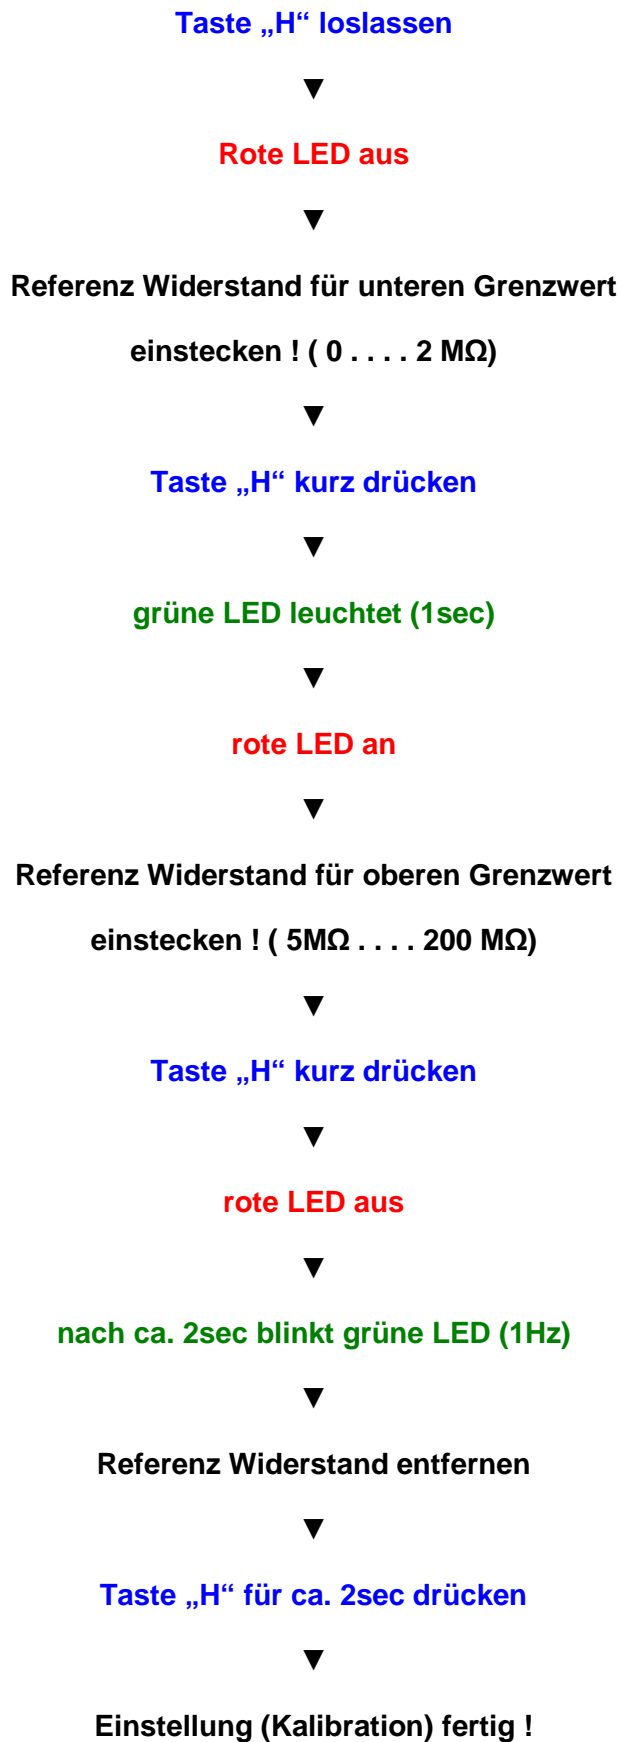 Taste „H“ loslassen
▼
Rote LED aus
▼
Referenz Widerstand für unteren Grenzwert
einstecken ! ( 0 . . . . 2 MΩ)
▼
Taste „H“ kurz drücken
▼
grüne LED leuchtet (1sec)
▼
rote LED an
▼
Referenz Widerstand für oberen Grenzwert
einstecken ! ( 5MΩ . . . . 200 MΩ)
▼
Taste „H“ kurz drücken
▼
rote LED aus
▼
nach ca. 2sec blinkt grüne LED (1Hz)
▼
Referenz Widerstand entfernen
▼
Taste „H“ für ca. 2sec drücken
▼
Einstellung (Kalibration) fertig !